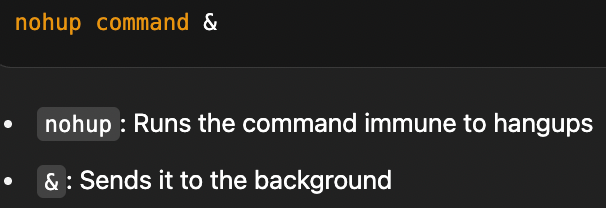 nohup command &
• nohup: Runs the command immune to hangups
• &: Sends it to the background